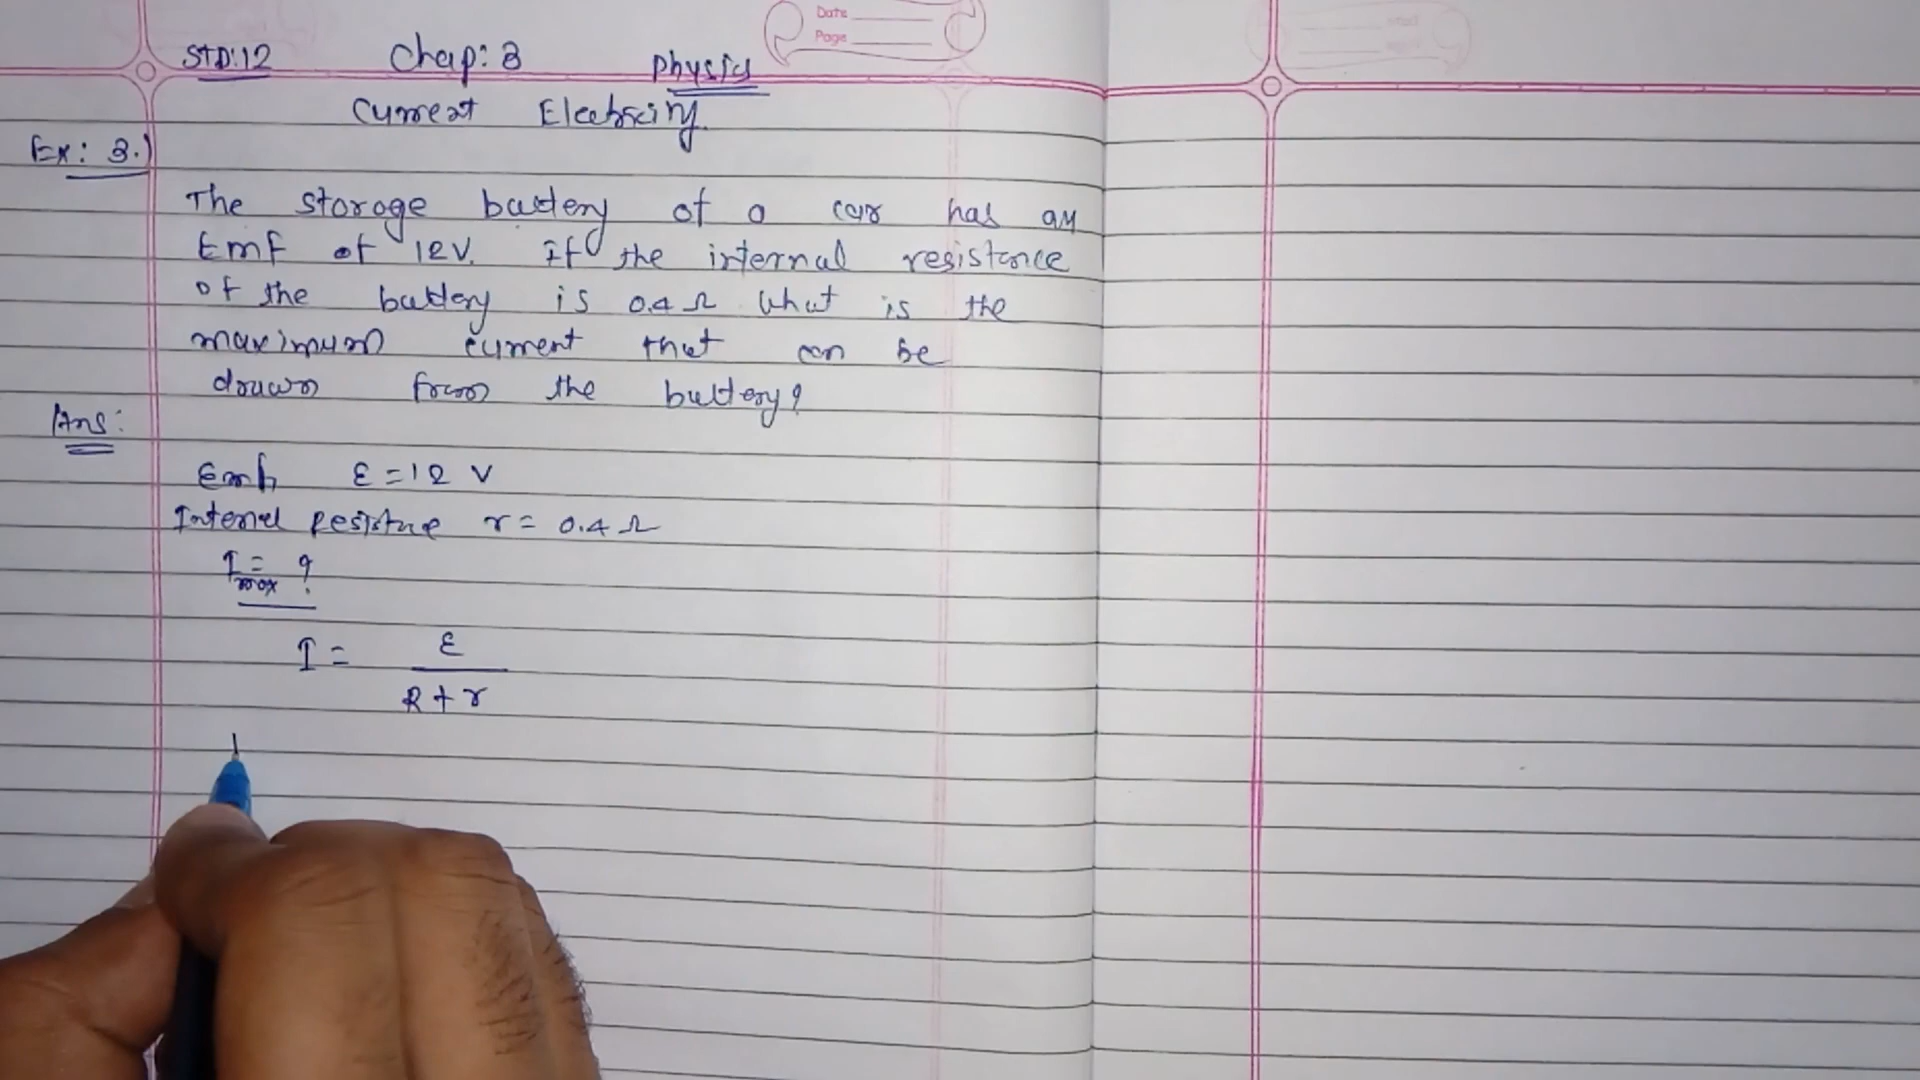 Date
Page
STD:12 Chap: 3 Physics
Current Electricity
Ex: 3.1
The storage battery of a car has an
Emf of 12V. If the internal resistance
of the battery is 0.4 Ω what is the
maximum current that can be
drawn from the battery?
Ans:
Emf, ε = 12 V
Internal Resistance r = 0.4 Ω
I max = ?
I = ε / R + r